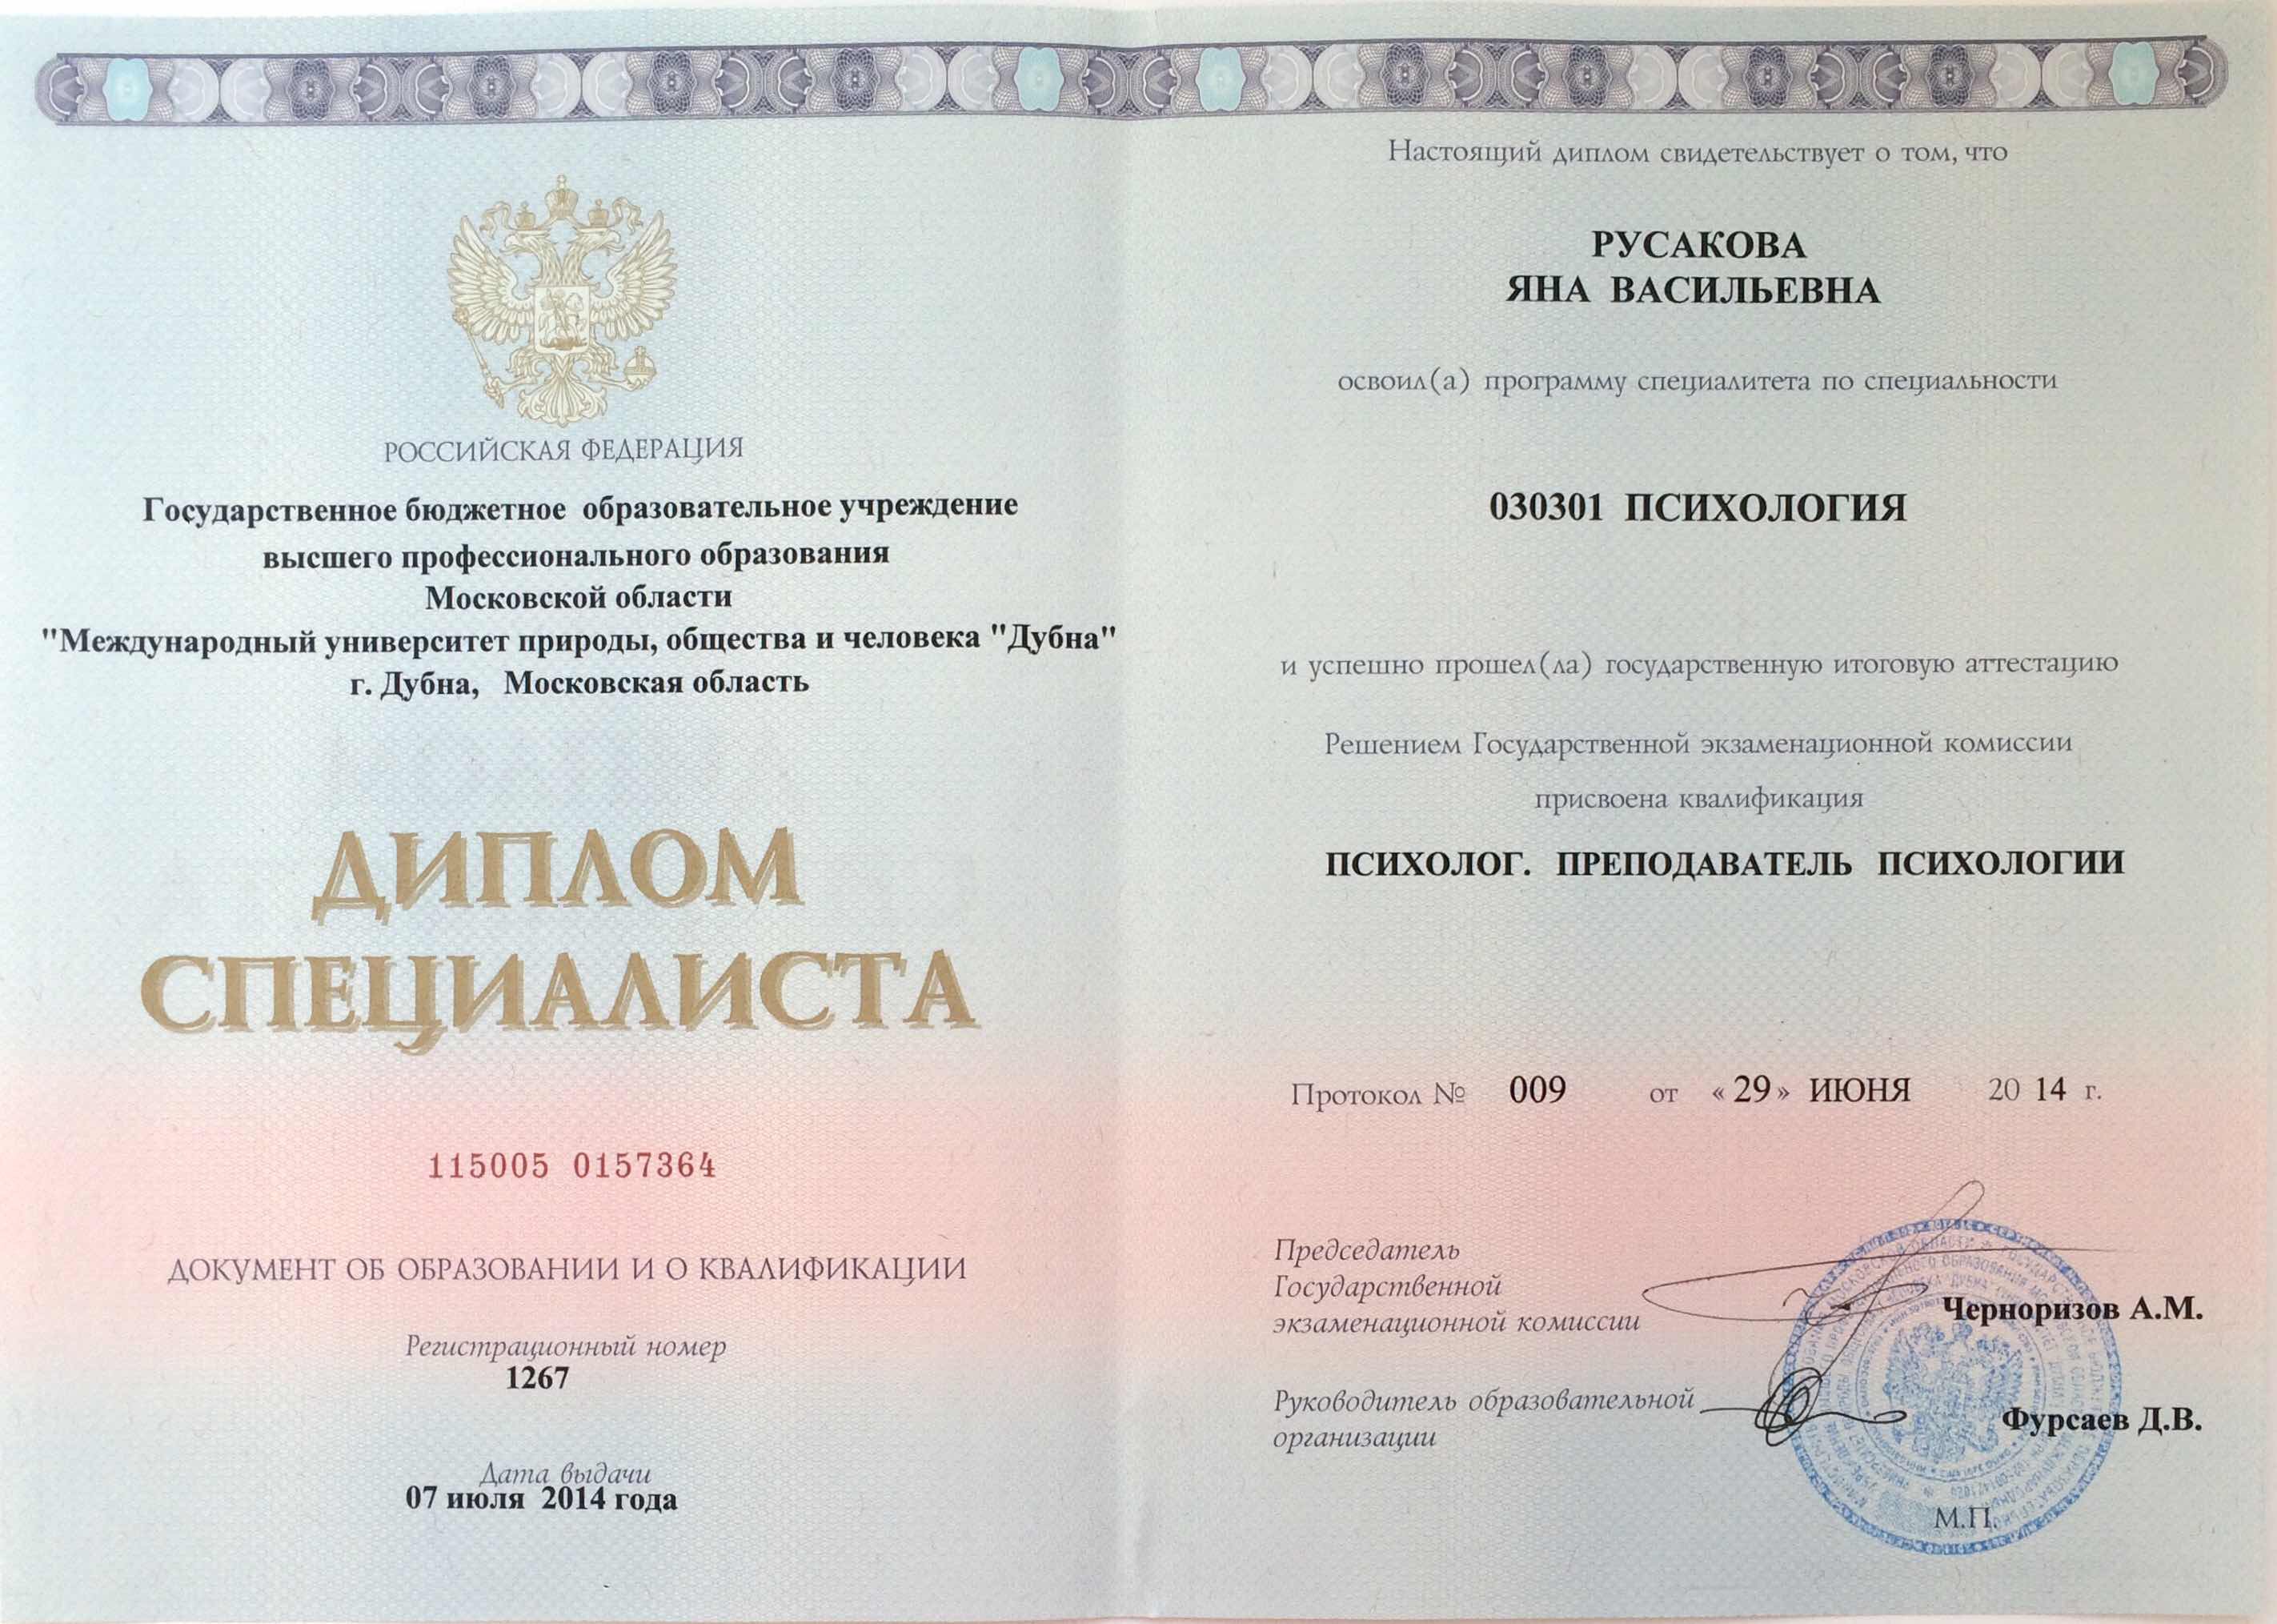 РОССИЙСКАЯ ФЕДЕРАЦИЯ
Государственное бюджетное образовательное учреждение
высшего профессионального образования
Московской области
"Международный университет природы, общества и человека "Дубна"
г. Дубна, Московская область
ДИПЛОМ
СПЕЦИАЛИСТА
115005 0157364
ДОКУМЕНТ ОБ ОБРАЗОВАНИИ И О КВАЛИФИКАЦИИ
Регистрационный номер
1267
Дата выдачи
07 июля 2014 года
Настоящий диплом свидетельствует о том, что
РУСАКОВА
ЯНА ВАСИЛЬЕВНА
освоил(а) программу специалитета по специальности
030301 ПСИХОЛОГИЯ
и успешно прошел(ла) государственную итоговую аттестацию
Решением Государственной экзаменационной комиссии
присвоена квалификация
ПСИХОЛОГ. ПРЕПОДАВАТЕЛЬ ПСИХОЛОГИИ
Протокол № 009 от « 29 » ИЮНЯ 20 14 г.
Председатель
Государственной
экзаменационной комиссии
Черноризов А.М.
Руководитель образовательной
организации
Фурсаев Д.В.
М.П.